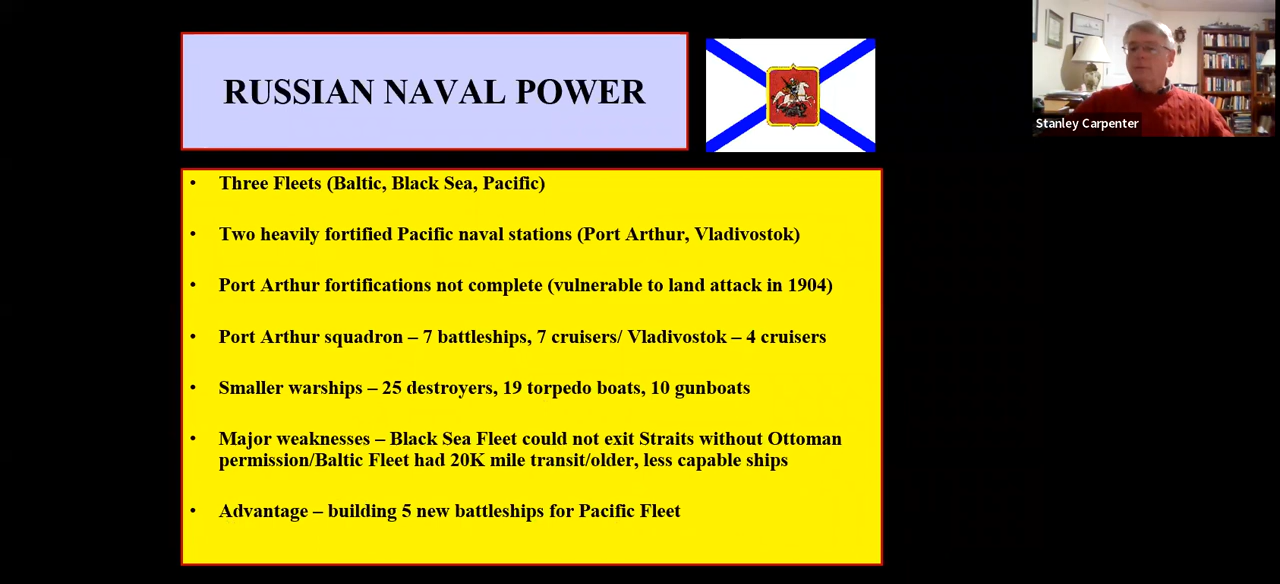 RUSSIAN NAVAL POWER
Stanley Carpenter
• Three Fleets (Baltic, Black Sea, Pacific)
• Two heavily fortified Pacific naval stations (Port Arthur, Vladivostok)
• Port Arthur fortifications not complete (vulnerable to land attack in 1904)
• Port Arthur squadron – 7 battleships, 7 cruisers/ Vladivostok – 4 cruisers
• Smaller warships – 25 destroyers, 19 torpedo boats, 10 gunboats
• Major weaknesses – Black Sea Fleet could not exit Straits without Ottoman
permission/Baltic Fleet had 20K mile transit/older, less capable ships
• Advantage – building 5 new battleships for Pacific Fleet